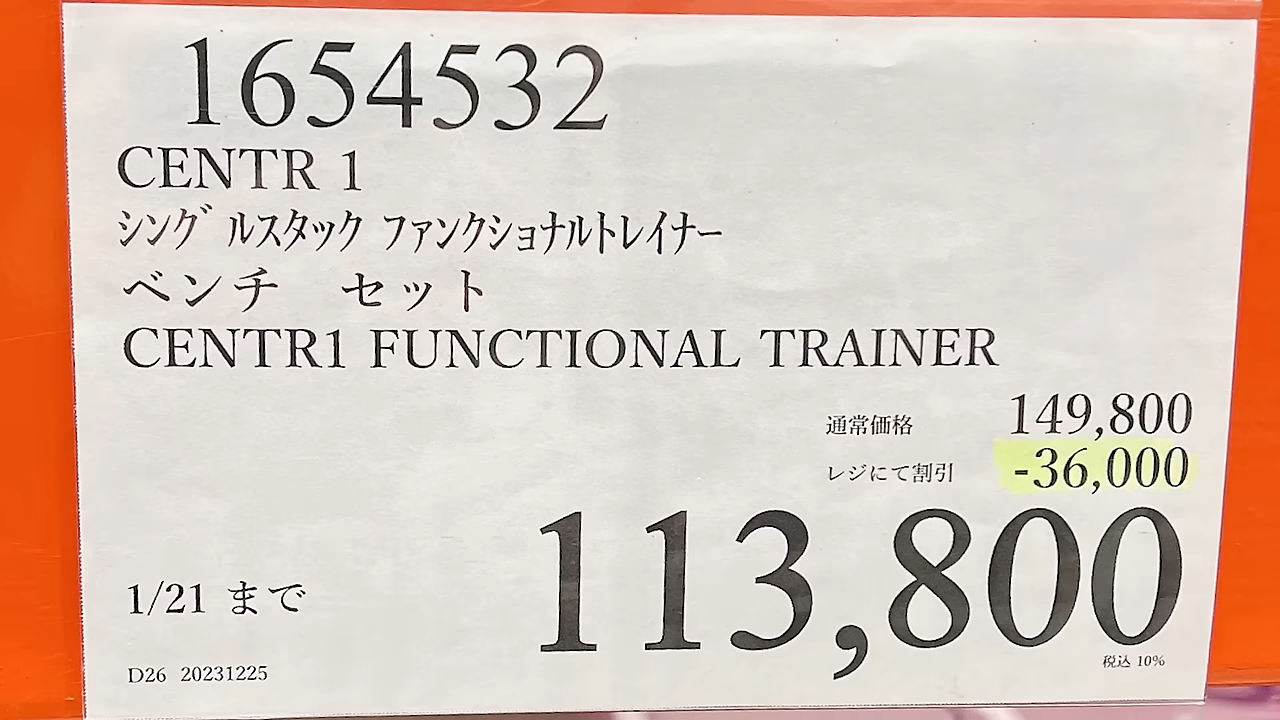 1654532
CENTR 1
シングルスタック ファンクショナルトレイナー
ベンチ　セット
CENTR1 FUNCTIONAL TRAINER
通常価格 149,800
レジにて割引 -36,000
113,800
1/21 まで
税込 10%
D26 20231225